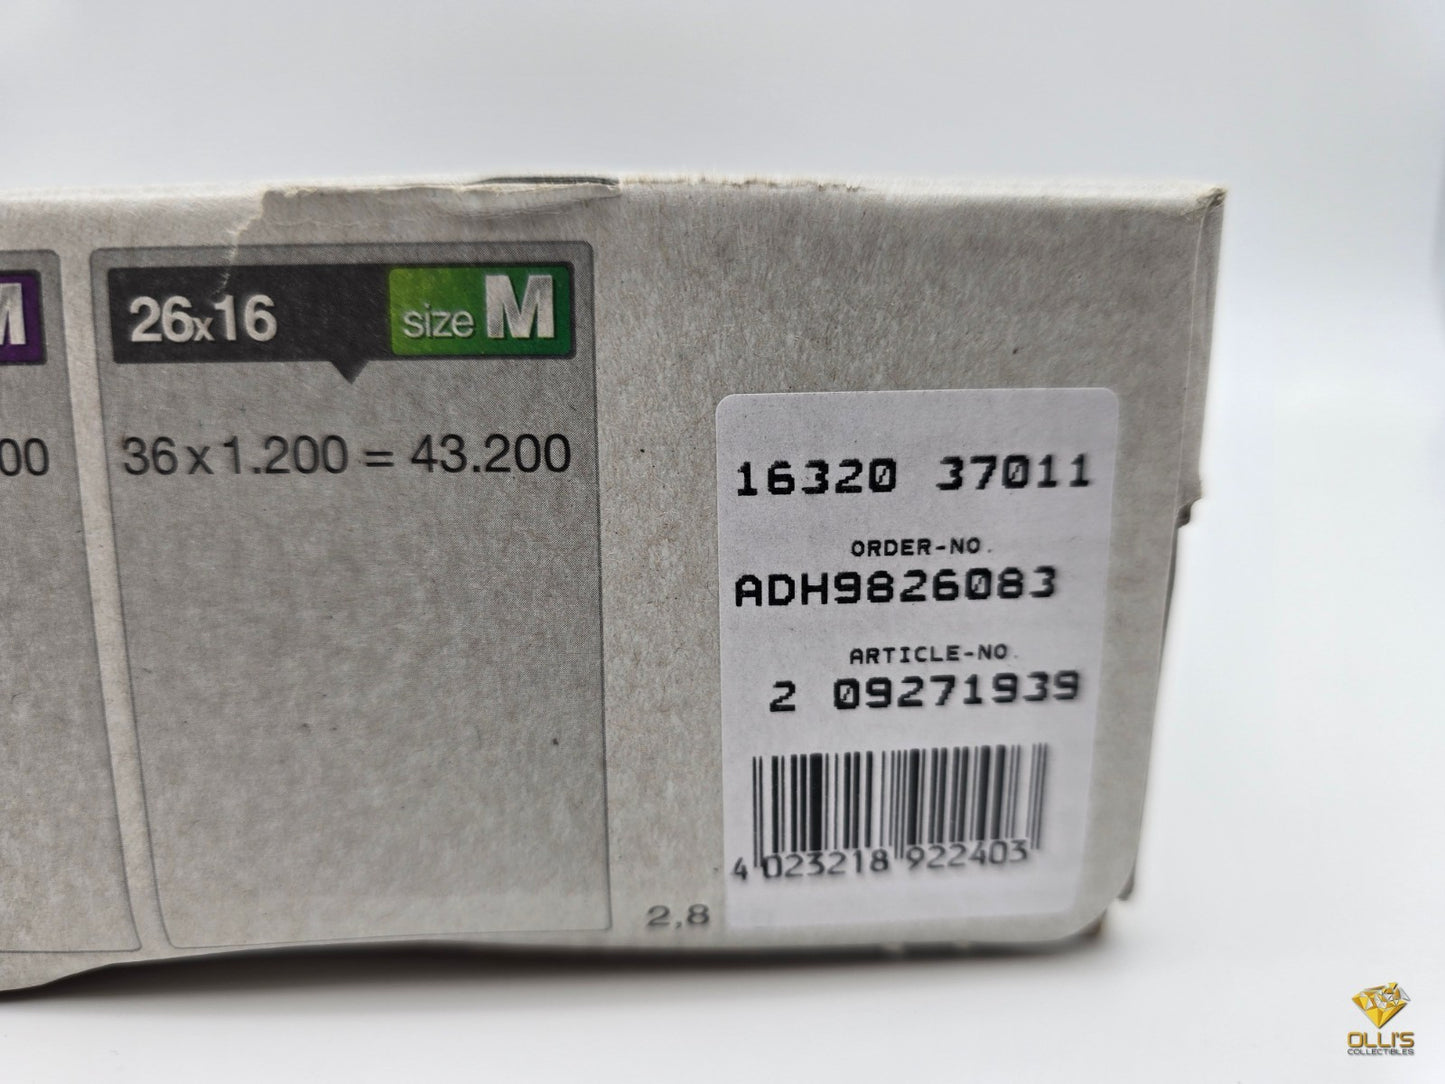 M
00
26x16
size M
36 x 1.200 = 43.200
16320 37011
ORDER-NO.
ADH9826083
ARTICLE-NO.
2 09271939
4 023218 922403
2,8
OLLI'S
COLLECTIBLES